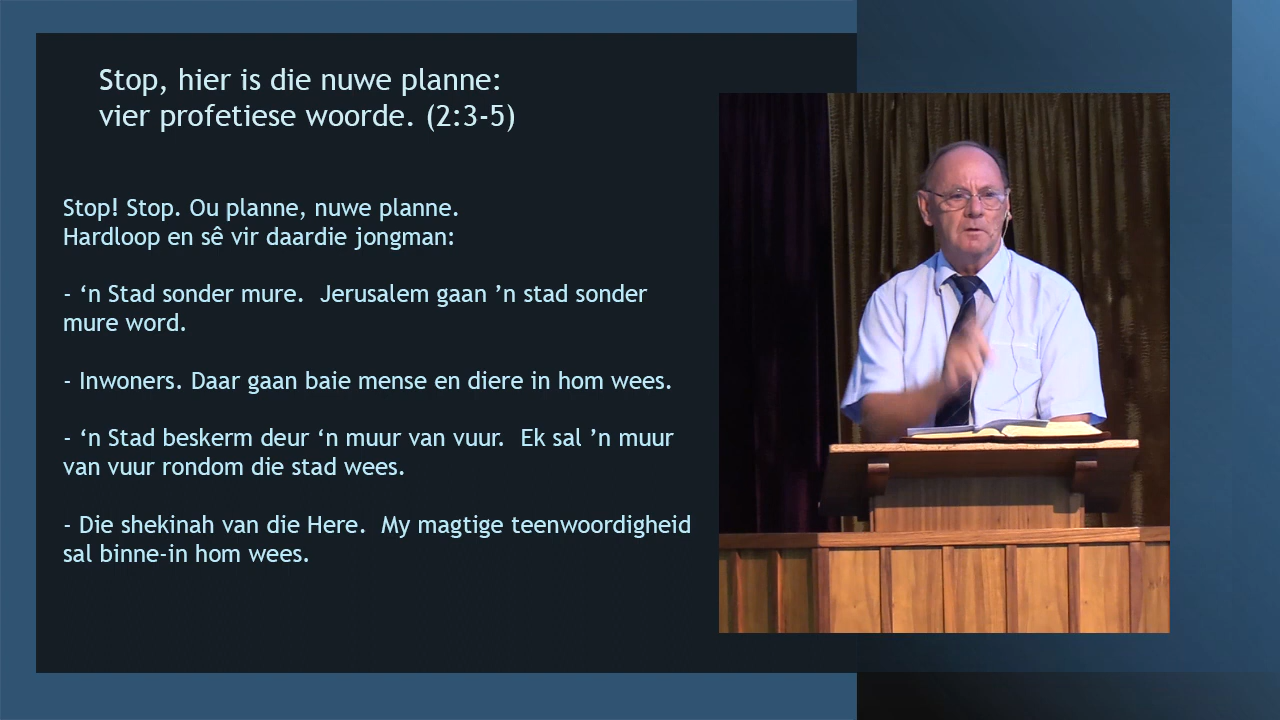 Stop, hier is die nuwe planne:
vier profetiese woorde. (2:3-5)
Stop! Stop. Ou planne, nuwe planne.
Hardloop en sê vir daardie jongman:
- ‘n Stad sonder mure.  Jerusalem gaan ’n stad sonder
mure word.
- Inwoners. Daar gaan baie mense en diere in hom wees.
- ‘n Stad beskerm deur ‘n muur van vuur.  Ek sal ’n muur
van vuur rondom die stad wees.
- Die shekinah van die Here.  My magtige teenwoordigheid
sal binne-in hom wees.